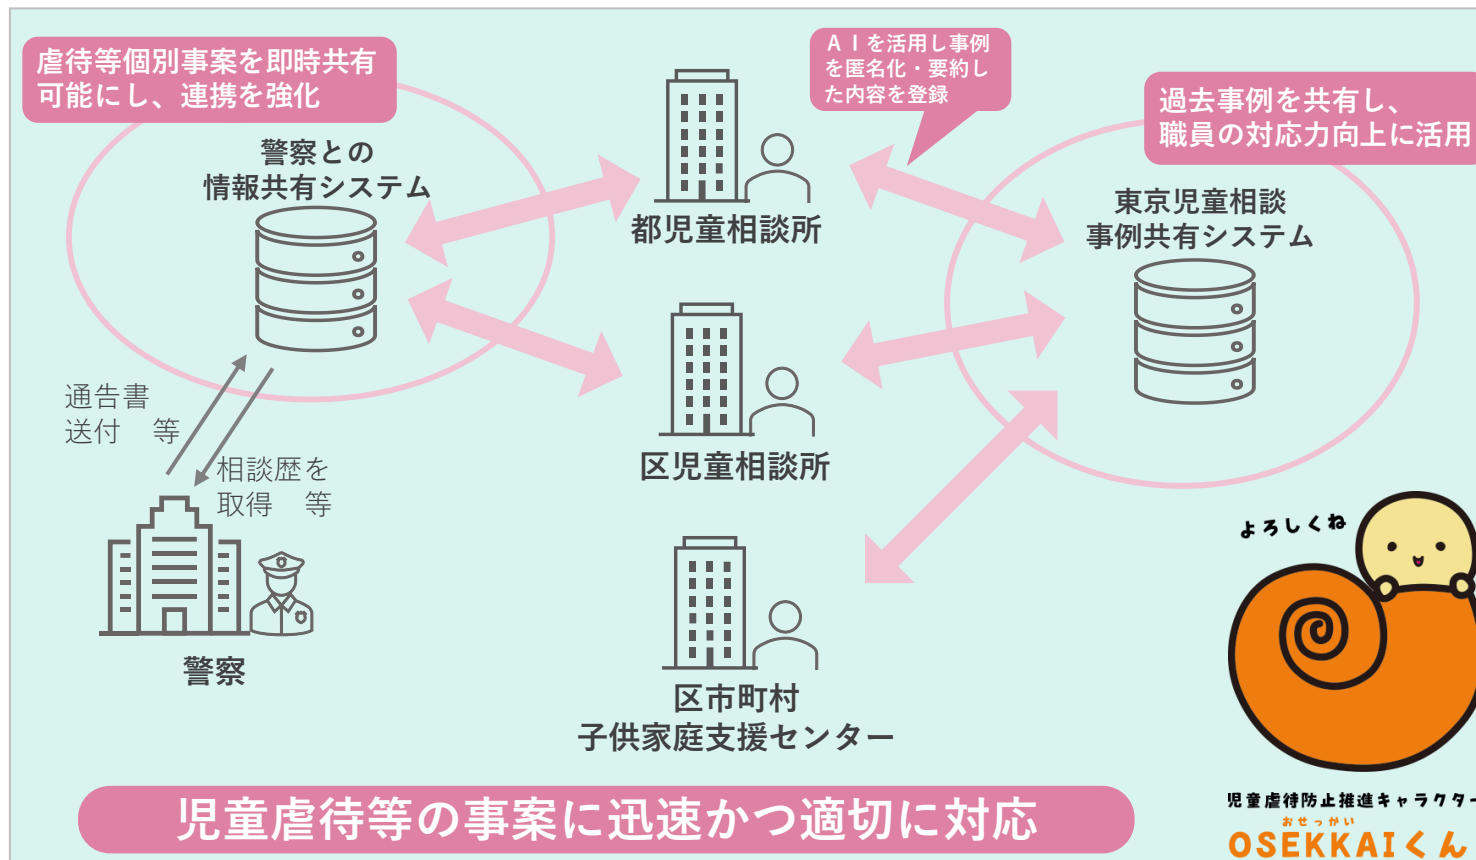 虐待等個別事案を即時共有
可能にし、連携を強化
警察との
情報共有システム
通告書
送付　等
相談歴を
取得　等
警察
都児童相談所
区児童相談所
区市町村
子供家庭支援センター
ＡＩを活用し事例
を匿名化・要約し
た内容を登録
過去事例を共有し、
職員の対応力向上に活用
東京児童相談
事例共有システム
よろしくね
児童虐待防止推進キャラクター
おせっかい
OSEKKAIくん
児童虐待等の事案に迅速かつ適切に対応